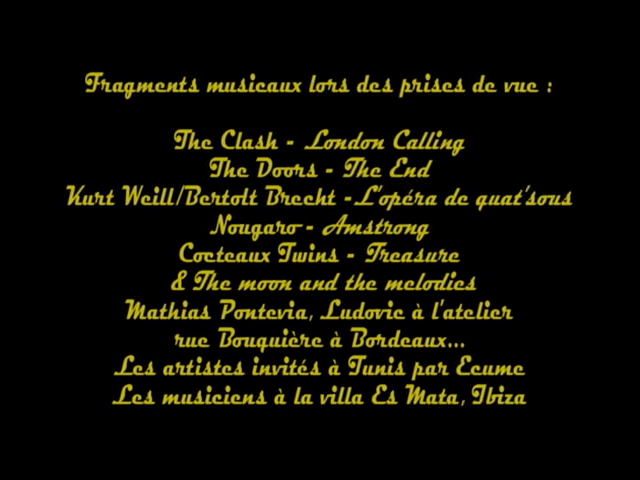 Fragments musicaux lors des prises de vue :
The Clash - London Calling
The Doors - The End
Kurt Weill/Bertolt Brecht - L'opéra de quat'sous
Nougaro - Amstrong
Cocteaux Twins - Treasure
& The moon and the melodies
Mathias Pontevia, Ludovic à l'atelier
rue Bouquière à Bordeaux...
Les artistes invités à Tunis par Ecume
Les musiciens à la villa Es Mata, Ibiza